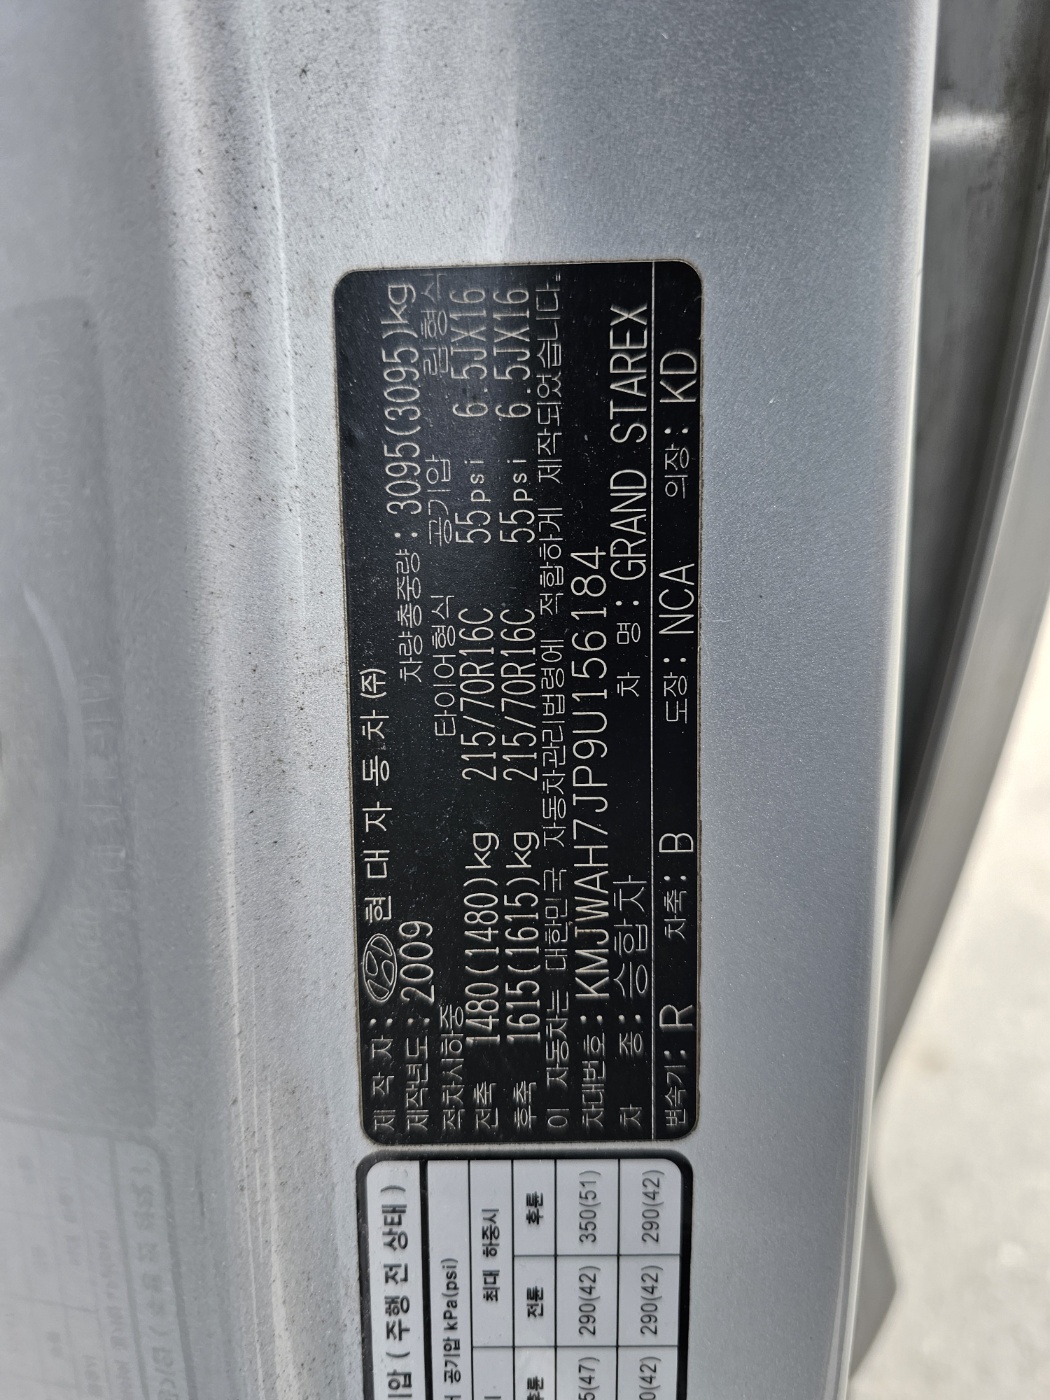 제 작 자: 현 대 자 동 차 (주)
제작년도: 2009 차량총중량: 3095(3095)kg
적차시하중 타이어형식 공기압 림형식
전축 1480(1480)kg 215/70R16C 55psi 6.5JX16
후축 1615(1615)kg 215/70R16C 55psi 6.5JX16
이 자동차는 대한민국 자동차관리법령에 적합하게 제작되었습니다.
차대번호: KMJWAH7JP9U156184
차 종: 승합차 차 명: GRAND STAREX
변속기: R 차축: B 도장: NCA 의장: KD
압 ( 주행 전 상태 )
공기압 kPa(psi)
최대 하중시
후륜 전륜 후륜
(47) 290(42) 350(51)
(42) 290(42) 290(42)